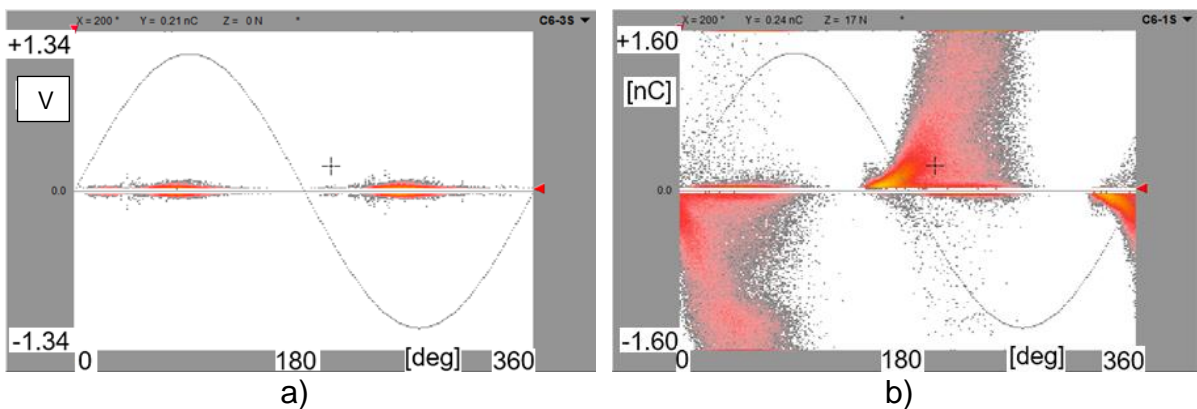 X = 200 ° Y = 0.21 nC Z = 0 N * C6-3S
+1.34
V
0.0
-1.34
0 180 [deg] 360
a)
X = 200 ° Y = 0.24 nC Z = 17 N * C6-1S
+1.60
[nC]
0.0
-1.60
0 180 [deg] 360
b)